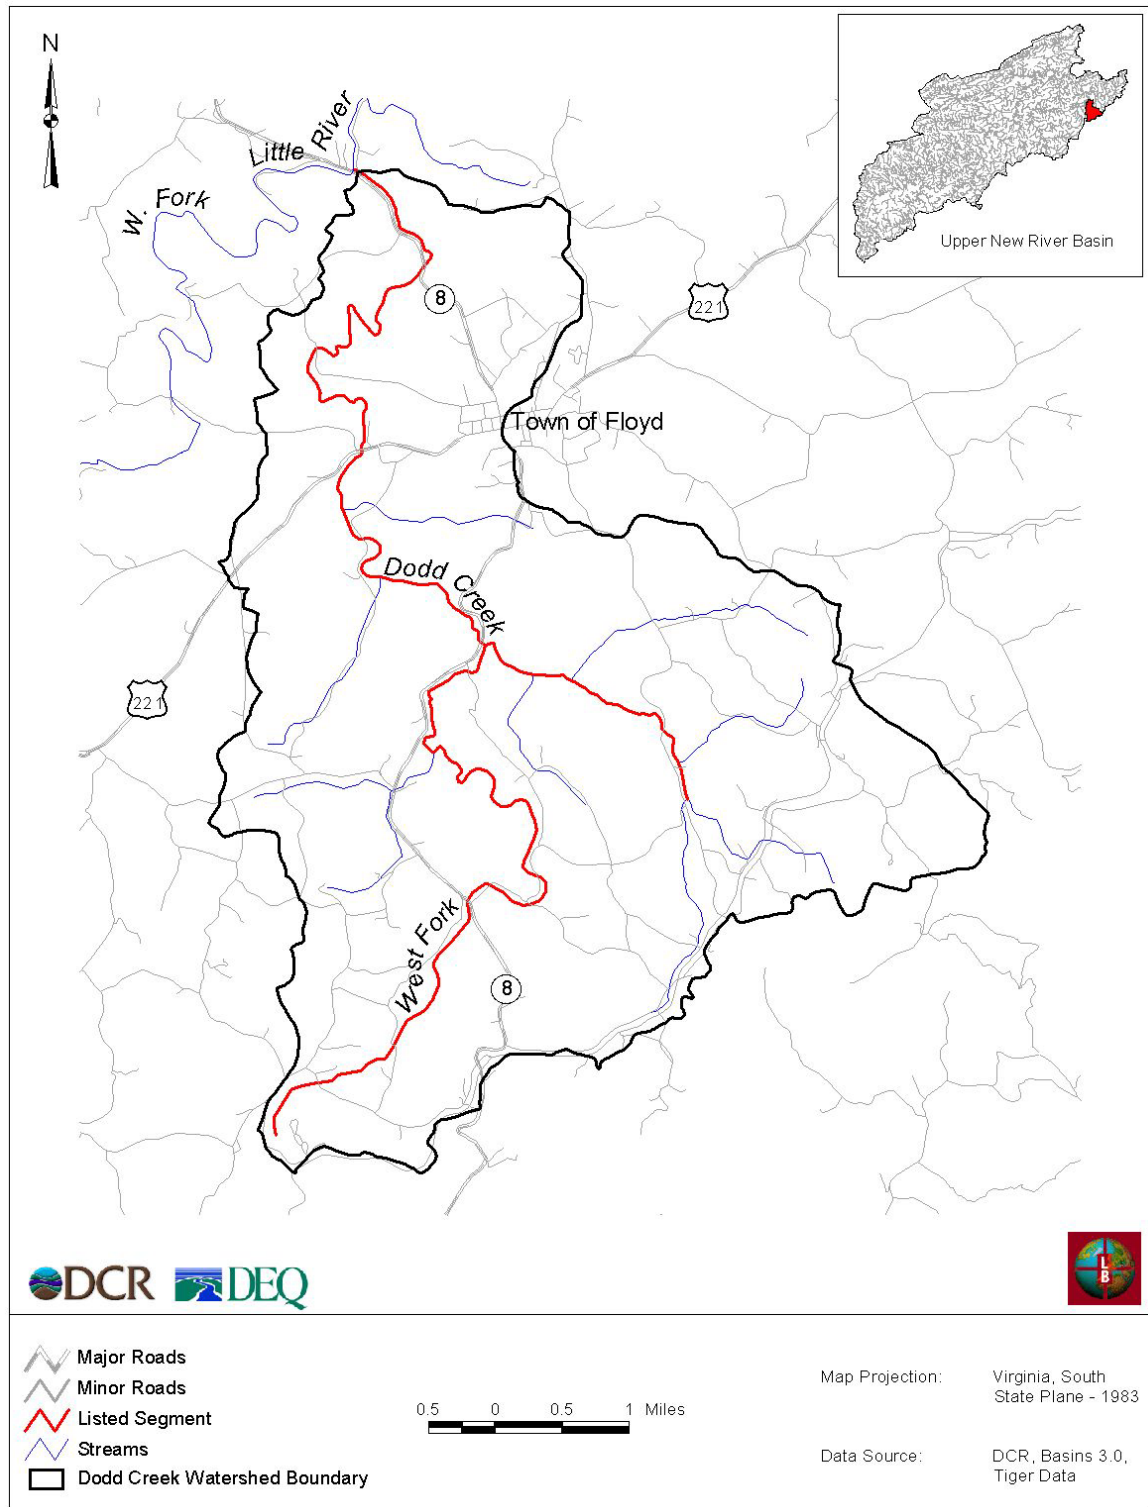 N
Little River
W. Fork
Upper New River Basin
8
221
Town of Floyd
Dodd Creek
221
West Fork
8
DCR
DEQ
L
B
Major Roads
Minor Roads
Listed Segment
Streams
Dodd Creek Watershed Boundary
0.5 0 0.5 1 Miles
Map Projection: Virginia, South
State Plane - 1983
Data Source: DCR, Basins 3.0,
Tiger Data